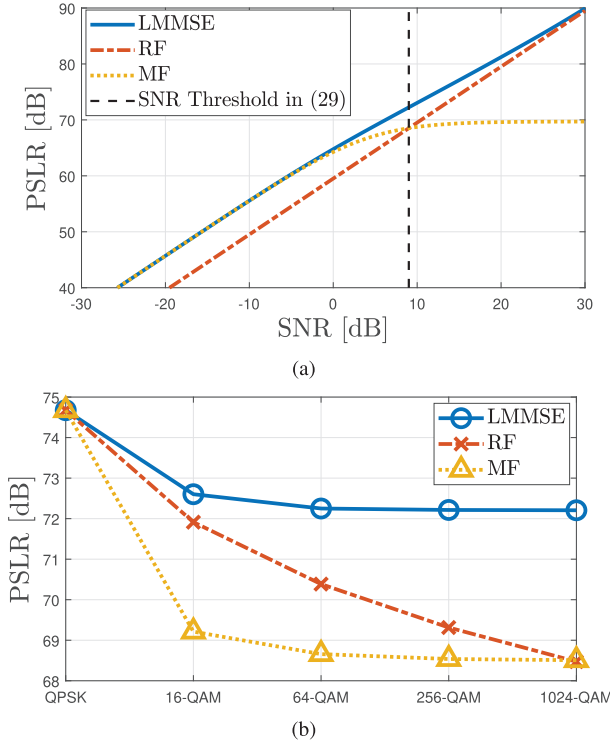 90
80
70
60
50
40
PSLR [dB]
LMMSE
RF
MF
SNR Threshold in (29)
-30
-20
-10
0
10
20
30
SNR [dB]
(a)
75
74
73
72
71
70
69
68
PSLR [dB]
LMMSE
RF
MF
QPSK
16-QAM
64-QAM
256-QAM
1024-QAM
(b)